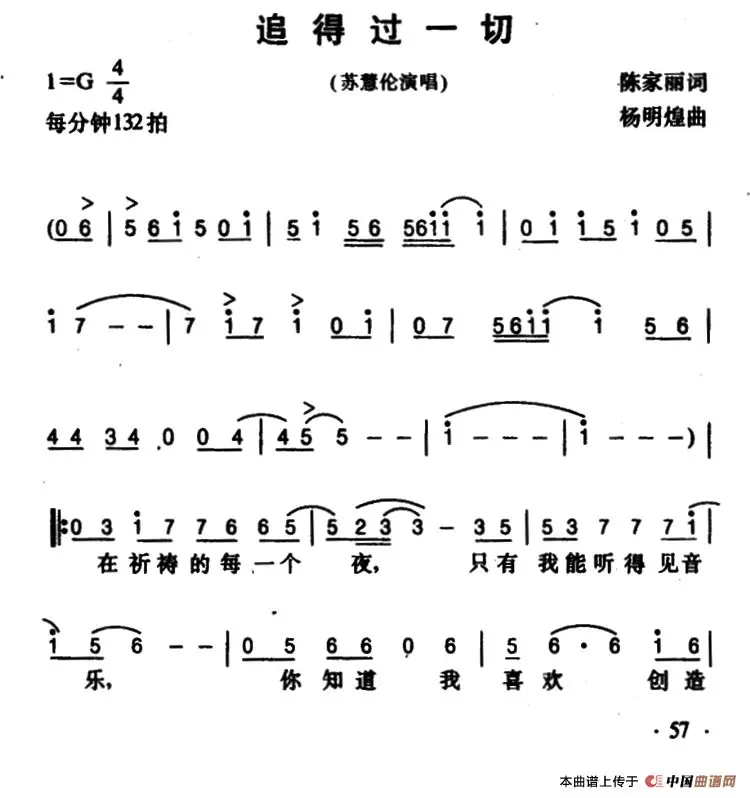 追得过一切
1=G 4/4 (苏慧伦演唱) 陈家丽词
每分钟132拍 杨明煌曲
(0 6 | 5 6 i 5 0 i | 5 i 5 6 5 6 i i i | 0 i i 5 i 0 5 |
i 7 - - | 7 i 7 i 0 i | 0 7 5 6 i i i 5 6 |
4 4 3 4 0 0 4 | 4 5 5 - - | i - - - | i - - -) |
‖: 0 3 i 7 7 6 6 5 | 5 2 3 3 - 3 5 | 5 3 7 7 7 i |
在祈祷的每一个 夜, 只有 我能听得见音
i 5 6 - - | 0 5 6 6 0 6 | 5 6 · 6 i 6 |
乐, 你知道 我 喜欢 创造
· 57 ·
本曲谱上传于 中国曲谱网